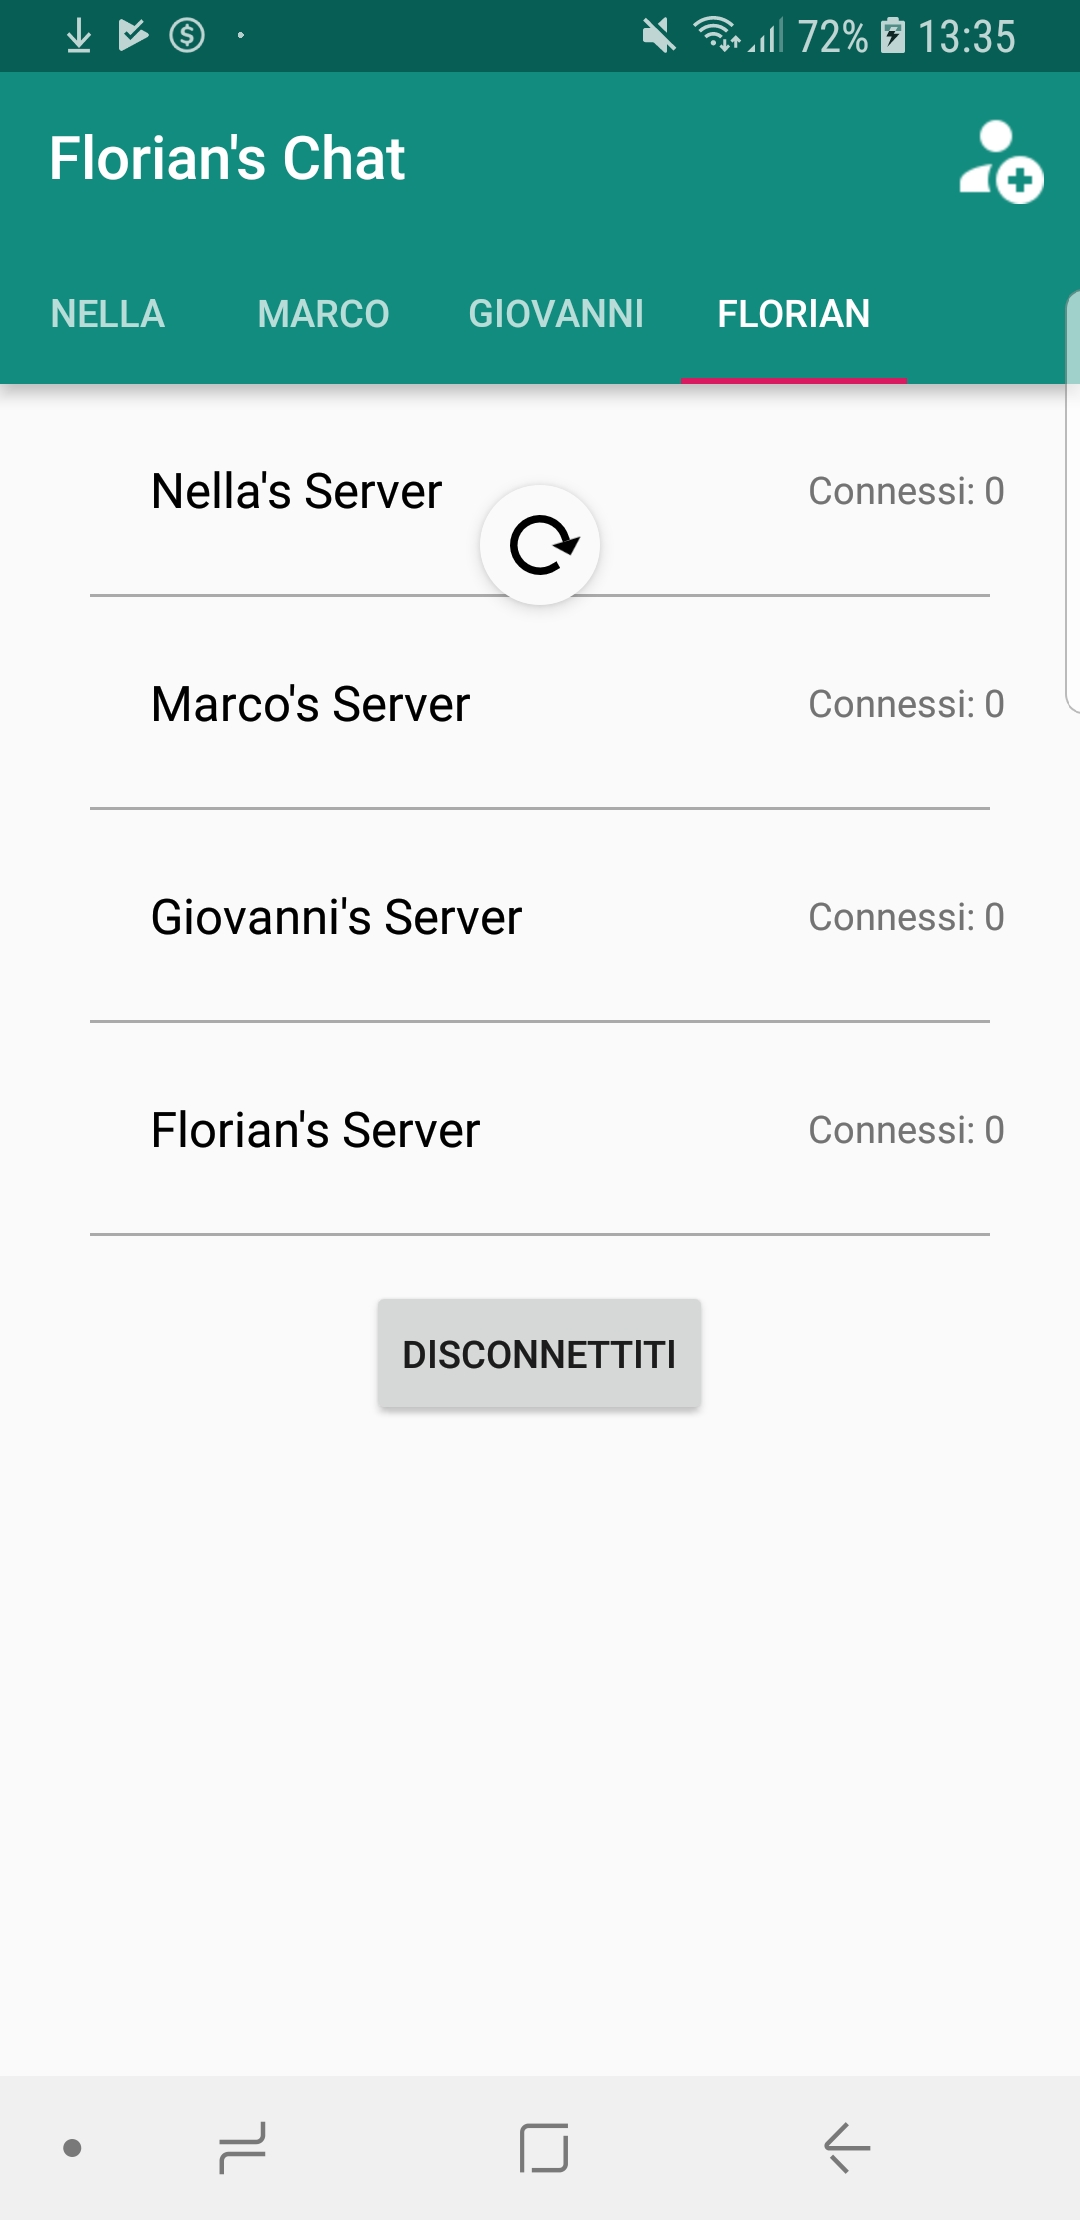 72% 13:35
Florian's Chat
NELLA MARCO GIOVANNI FLORIAN
Nella's Server Connessi: 0
Marco's Server Connessi: 0
Giovanni's Server Connessi: 0
Florian's Server Connessi: 0
DISCONNETTITI